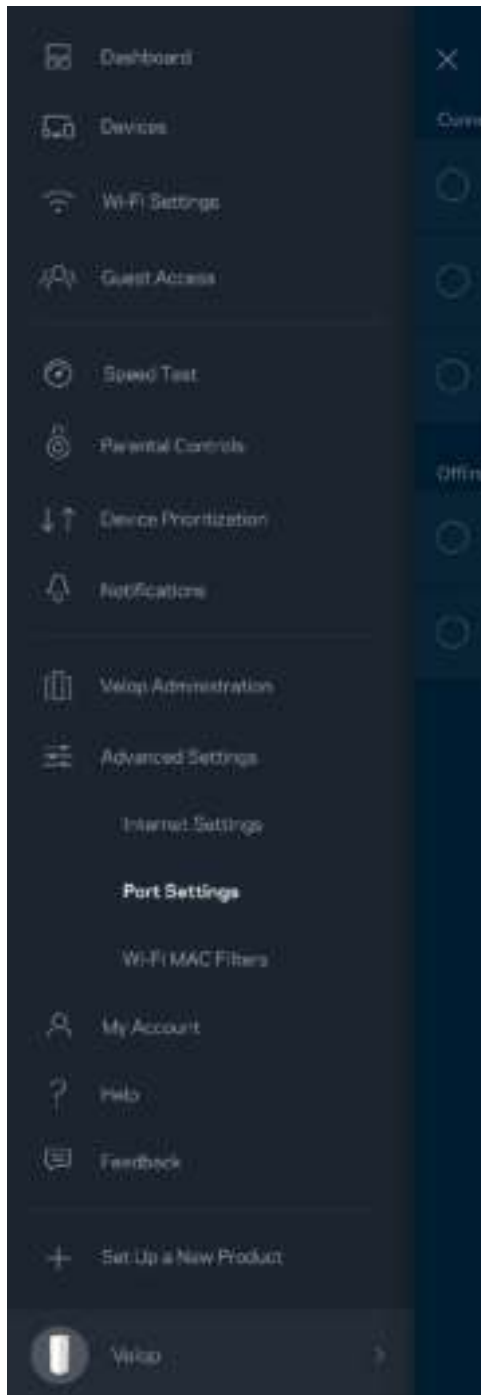 Dashboard
Devices
Wi-Fi Settings
Guest Access
Speed Test
Parental Controls
Device Prioritization
Notifications
Velop Administration
Advanced Settings
Internet Settings
Port Settings
Wi-Fi MAC Filters
My Account
Help
Feedback
Set Up a New Product
Velop